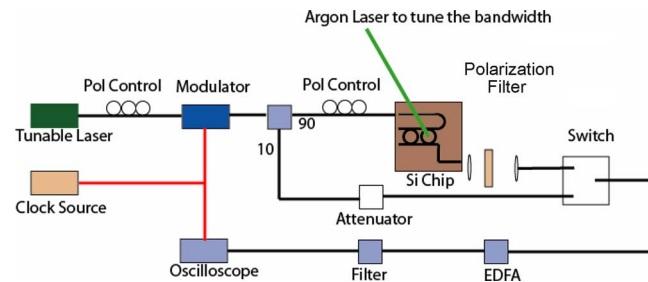 Argon Laser to tune the bandwidth
Pol Control
Modulator
Pol Control
Polarization
Filter
Tunable Laser
90
10
Switch
Si Chip
Clock Source
Attenuator
Oscilloscope
Filter
EDFA